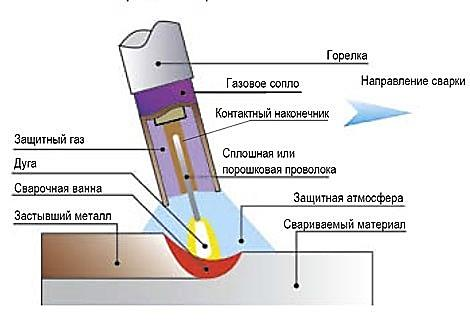 Горелка
Газовое сопло
Направление сварки
Контактный наконечник
Защитный газ
Сплошная или
порошковая проволока
Дуга
Сварочная ванна
Защитная атмосфера
Застывший металл
Свариваемый материал